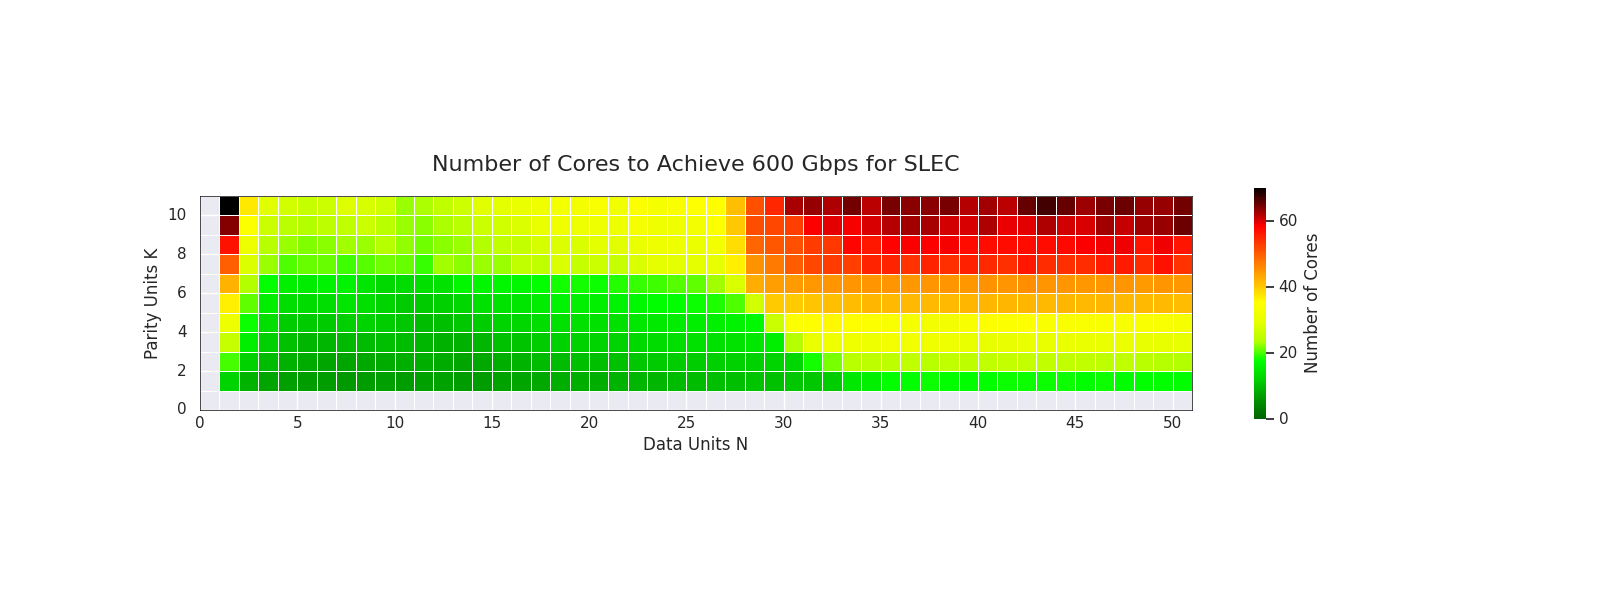 Number of Cores to Achieve 600 Gbps for SLEC
10
8
6
4
2
0
Parity Units K
0 5 10 15 20 25 30 35 40 45 50
Data Units N
60
40
20
0
Number of Cores